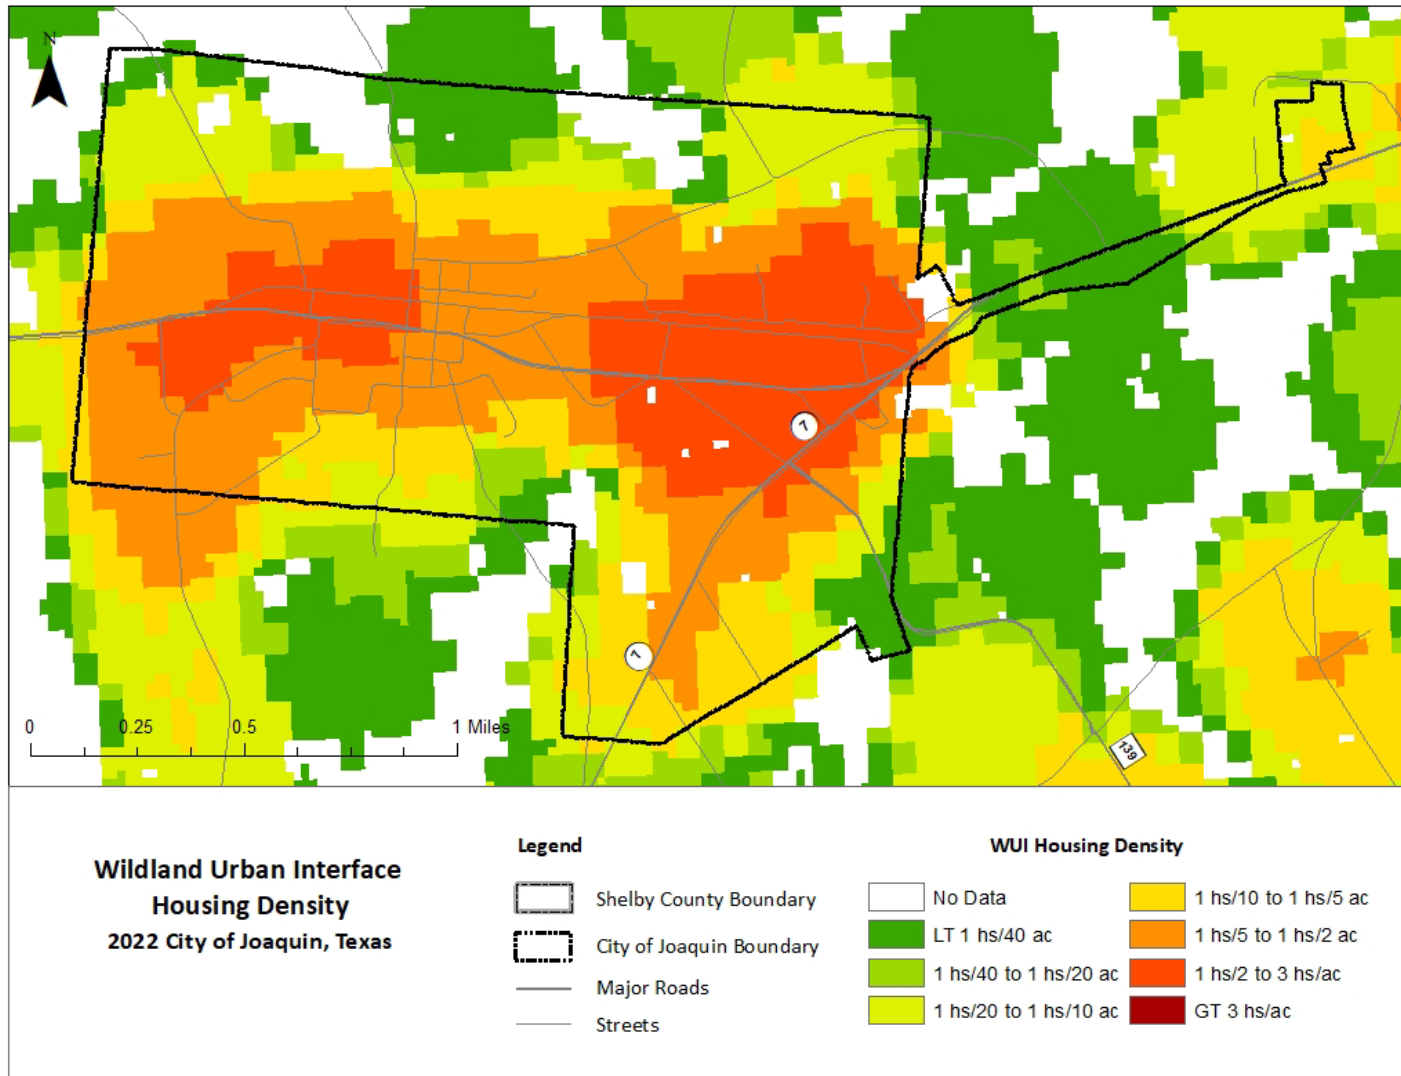 N
7
7
139
0 0.25 0.5 1 Miles
Wildland Urban Interface
Housing Density
2022 City of Joaquin, Texas
Legend
Shelby County Boundary
City of Joaquin Boundary
Major Roads
Streets
WUI Housing Density
No Data
LT 1 hs/40 ac
1 hs/40 to 1 hs/20 ac
1 hs/20 to 1 hs/10 ac
1 hs/10 to 1 hs/5 ac
1 hs/5 to 1 hs/2 ac
1 hs/2 to 3 hs/ac
GT 3 hs/ac